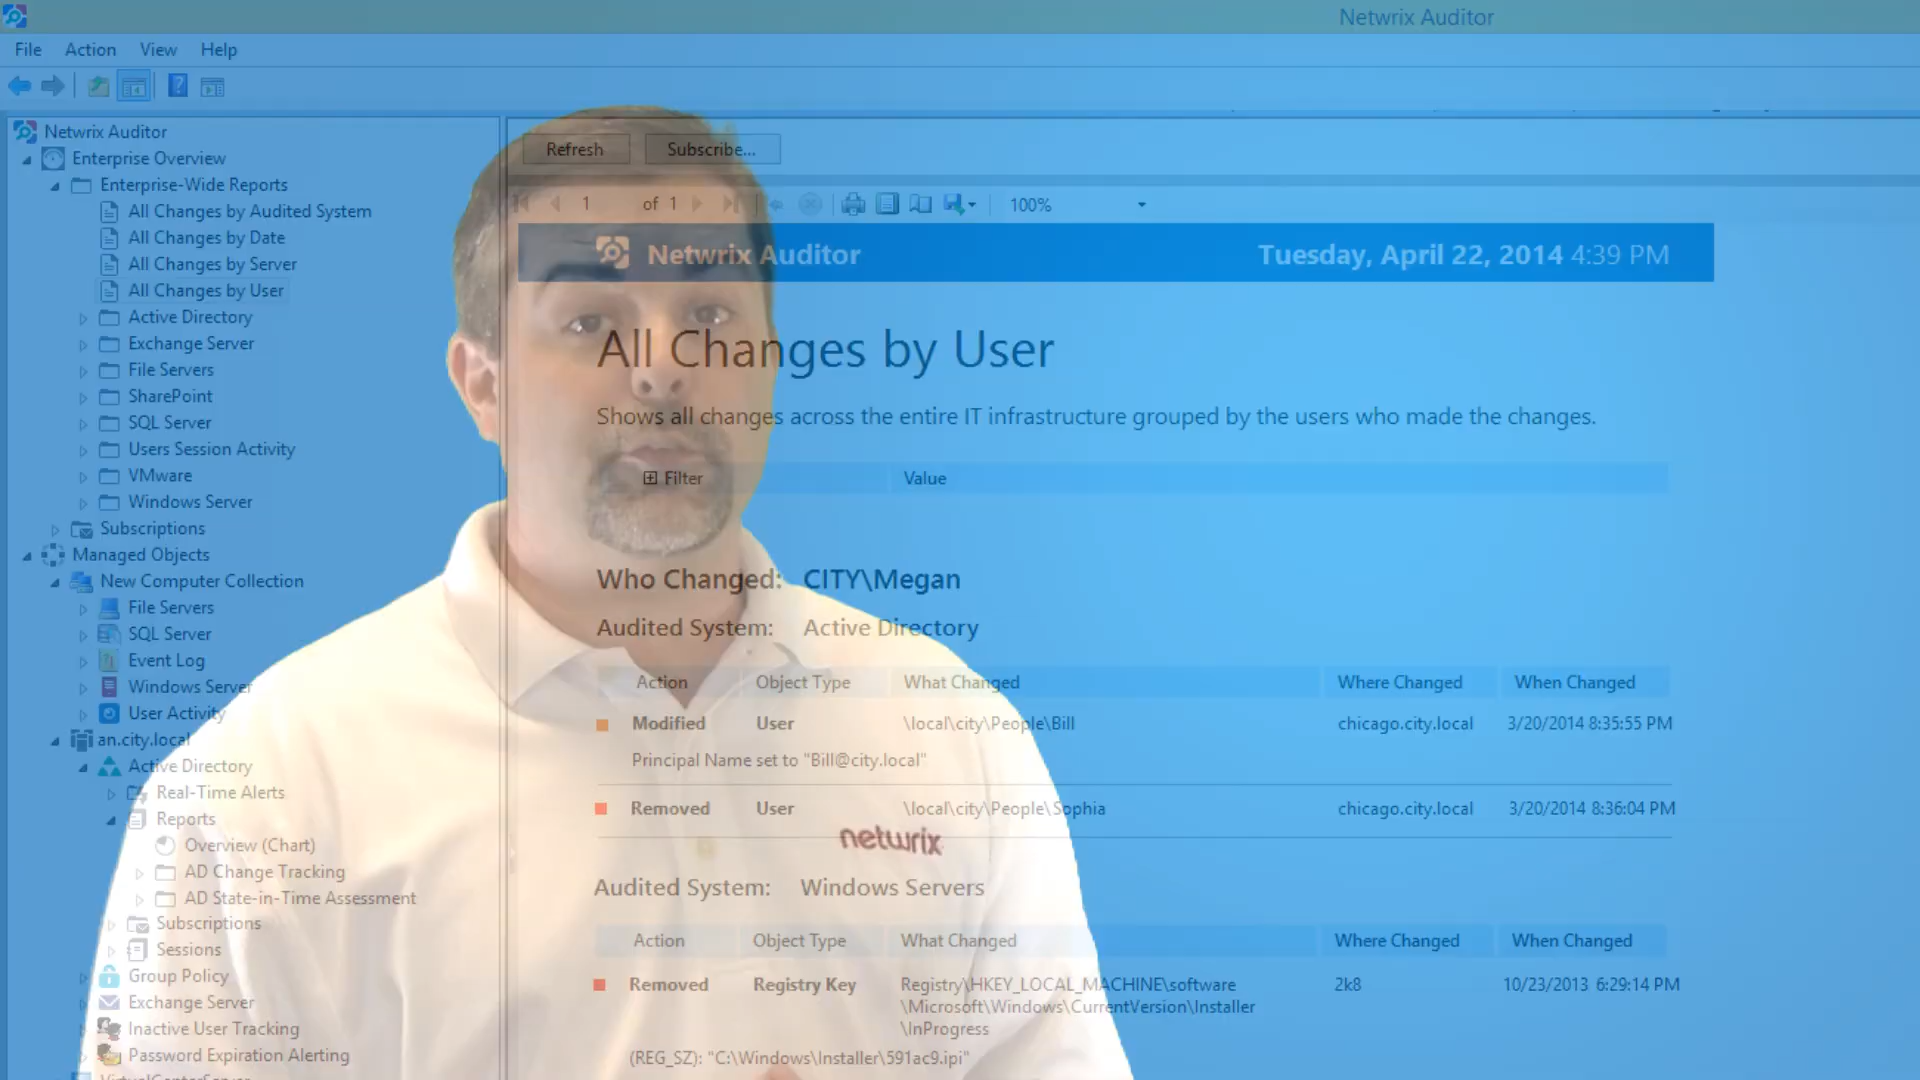 Netwrix Auditor
File Action View Help
Netwrix Auditor
Enterprise Overview
Enterprise-Wide Reports
All Changes by Audited System
All Changes by Date
All Changes by Server
All Changes by User
Active Directory
Exchange Server
File Servers
SharePoint
SQL Server
Users Session Activity
VMware
Windows Server
Subscriptions
Managed Objects
New Computer Collection
File Servers
SQL Server
Event Log
Windows Server
User Activity
an.city.local
Active Directory
Real-Time Alerts
Reports
Overview (Chart)
AD Change Tracking
AD State-in-Time Assessment
Subscriptions
Sessions
Group Policy
Exchange Server
Inactive User Tracking
Password Expiration Alerting
Refresh Subscribe...
1 of 1 100%
Netwrix Auditor Tuesday, April 22, 2014 4:39 PM
All Changes by User
Shows all changes across the entire IT infrastructure grouped by the users who made the changes.
Filter Value
Who Changed: CITY\Megan
Audited System: Active Directory
Action Object Type What Changed Where Changed When Changed
Modified User \local\city\People\Bill chicago.city.local 3/20/2014 8:35:55 PM
Principal Name set to "Bill@city.local"
Removed User \local\city\People\Sophia chicago.city.local 3/20/2014 8:36:04 PM
netwrix
Audited System: Windows Servers
Action Object Type What Changed Where Changed When Changed
Removed Registry Key Registry\HKEY_LOCAL_MACHINE\software 2k8 10/23/2013 6:29:14 PM
\Microsoft\Windows\CurrentVersion\Installer
\InProgress
(REG_SZ): "C:\Windows\Installer\591ac9.ipi"